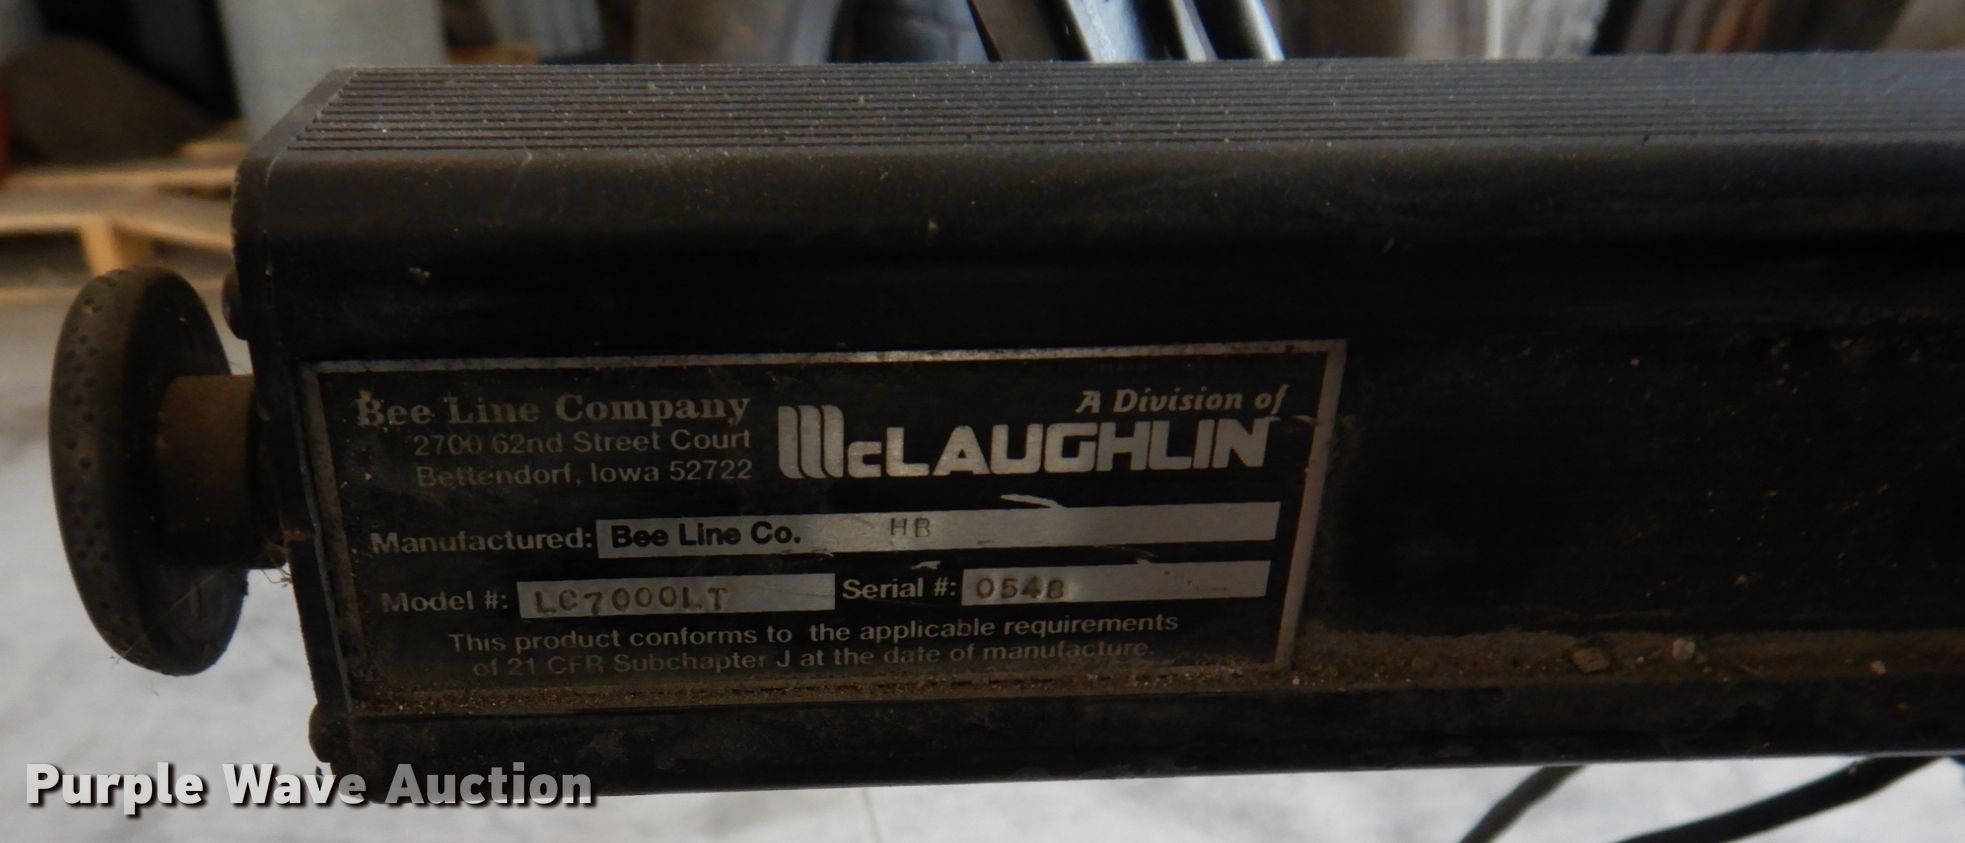 Bee Line Company
2700 62nd Street Court
Bettendorf, Iowa 52722
A Division of
McLAUGHLIN
Manufactured: Bee Line Co. HB
Model #: LC7000LT Serial #: 0548
This product conforms to the applicable requirements
of 21 CFR Subchapter J at the date of manufacture.
Purple Wave Auction